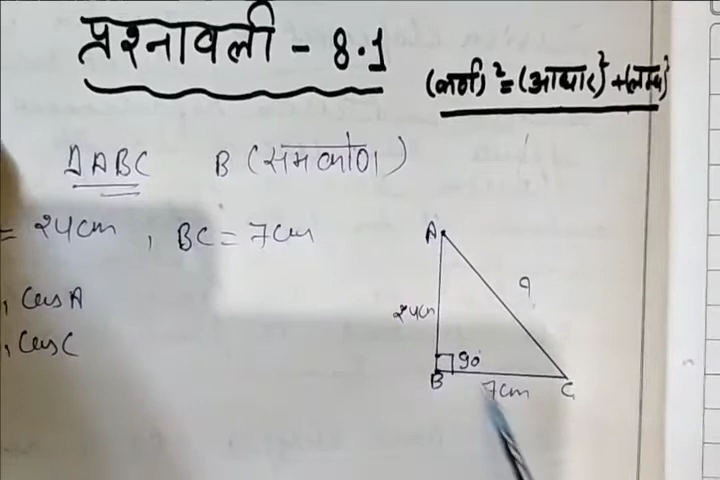 प्रश्नावली - 8.1
(कर्ण)² = (आधार)² + (लम्ब)²
ΔABC B (समकोण)
= 24cm, BC = 7cm
, Cos A
, Cos C
A
24cm
?
90°
B
7cm
C